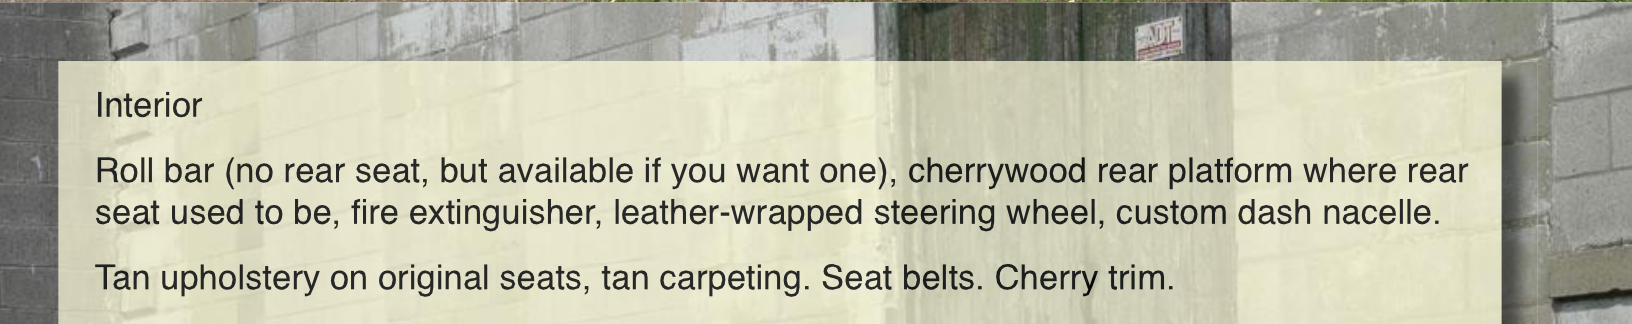 ADT
Interior
Roll bar (no rear seat, but available if you want one), cherrywood rear platform where rear
seat used to be, fire extinguisher, leather-wrapped steering wheel, custom dash nacelle.
Tan upholstery on original seats, tan carpeting. Seat belts. Cherry trim.